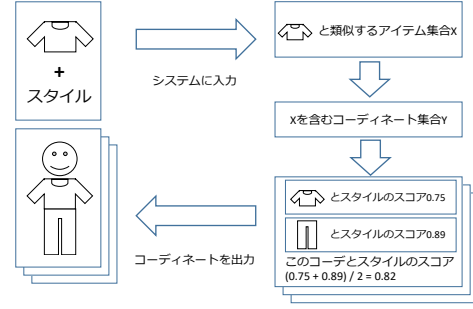 +
スタイル
システムに入力
と類似するアイテム集合X
Xを含むコーディネート集合Y
とスタイルのスコア0.75
とスタイルのスコア0.89
このコーデとスタイルのスコア
(0.75 + 0.89) / 2 = 0.82
コーディネートを出力